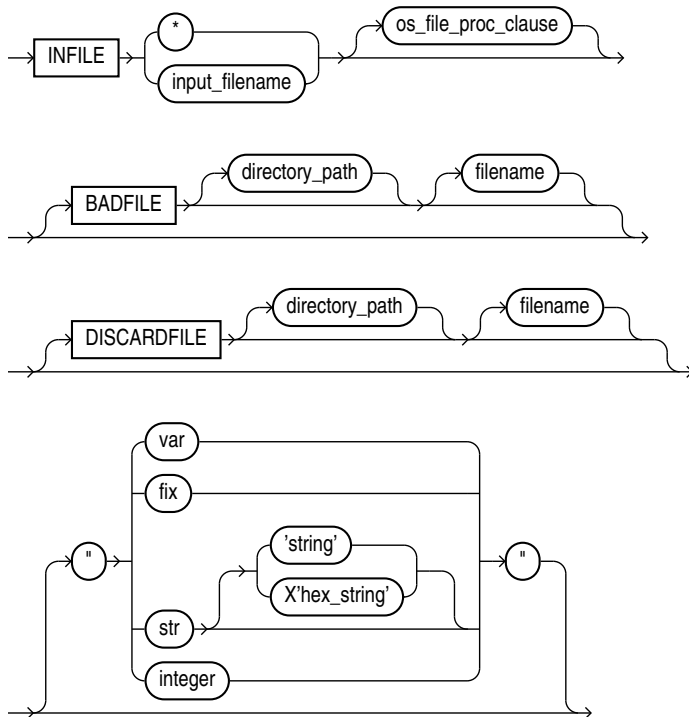 *
os_file_proc_clause
INFILE
input_filename
directory_path filename
BADFILE
directory_path filename
DISCARDFILE
var
" fix "
'string'
X'hex_string'
str
integer